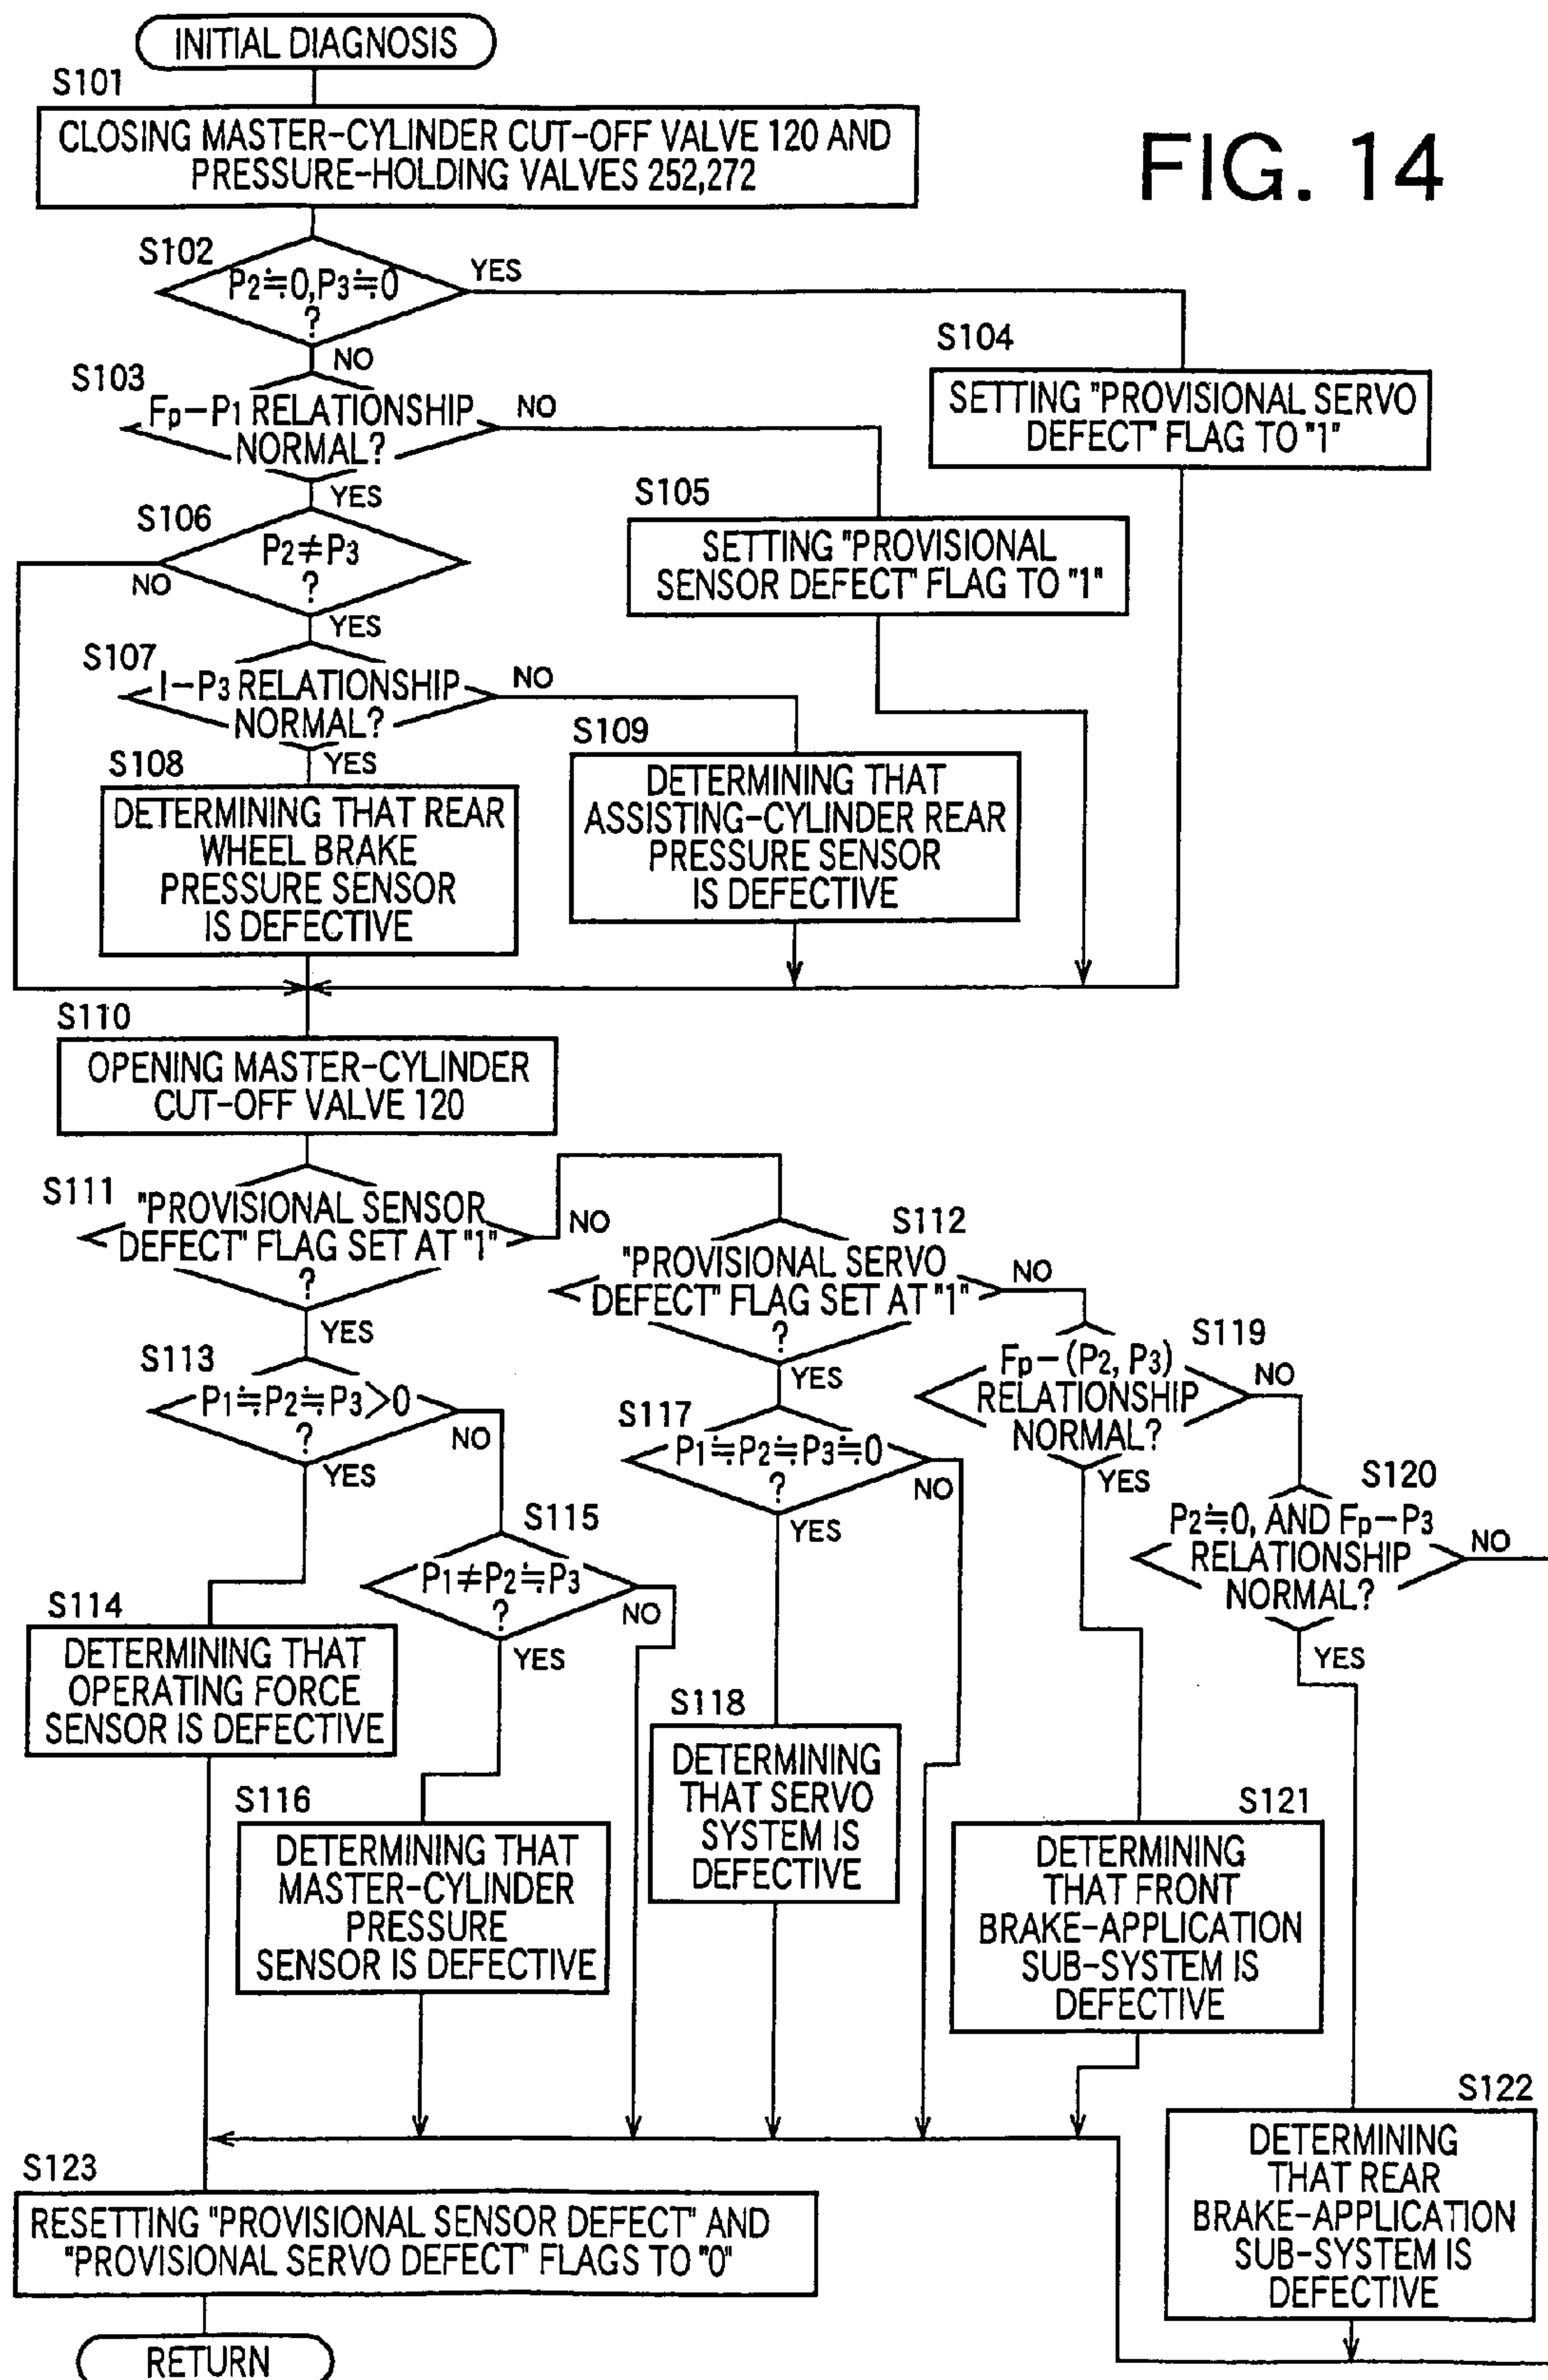 INITIAL DIAGNOSIS
S101
CLOSING MASTER-CYLINDER CUT-OFF VALVE 120 AND
PRESSURE-HOLDING VALVES 252,272
FIG. 14
S102
P2≒0,P3≒0
?
YES
NO
S103
Fp-P1 RELATIONSHIP
NORMAL?
NO
YES
S104
SETTING "PROVISIONAL SERVO
DEFECT" FLAG TO "1"
S105
SETTING "PROVISIONAL
SENSOR DEFECT" FLAG TO "1"
S106
P2≠P3
?
NO
YES
S107
I-P3 RELATIONSHIP
NORMAL?
NO
YES
S108
DETERMINING THAT REAR
WHEEL BRAKE
PRESSURE SENSOR
IS DEFECTIVE
S109
DETERMINING THAT
ASSISTING-CYLINDER REAR
PRESSURE SENSOR
IS DEFECTIVE
S110
OPENING MASTER-CYLINDER
CUT-OFF VALVE 120
S111
"PROVISIONAL SENSOR
DEFECT" FLAG SET AT "1"
?
NO
YES
S112
"PROVISIONAL SERVO
DEFECT" FLAG SET AT "1"
?
NO
YES
S113
P1≒P2≒P3>0
?
NO
YES
S114
DETERMINING THAT
OPERATING FORCE
SENSOR IS DEFECTIVE
S115
P1≠P2≒P3
?
NO
YES
S116
DETERMINING THAT
MASTER-CYLINDER
PRESSURE
SENSOR IS DEFECTIVE
S117
P1≒P2≒P3≒0
?
NO
YES
S118
DETERMINING
THAT SERVO
SYSTEM IS
DEFECTIVE
S119
Fp-(P2, P3)
RELATIONSHIP
NORMAL?
NO
YES
S120
P2≒0, AND Fp-P3
RELATIONSHIP
NORMAL?
NO
YES
S121
DETERMINING
THAT FRONT
BRAKE-APPLICATION
SUB-SYSTEM IS
DEFECTIVE
S122
DETERMINING
THAT REAR
BRAKE-APPLICATION
SUB-SYSTEM IS
DEFECTIVE
S123
RESETTING "PROVISIONAL SENSOR DEFECT" AND
"PROVISIONAL SERVO DEFECT" FLAGS TO "0"
RETURN